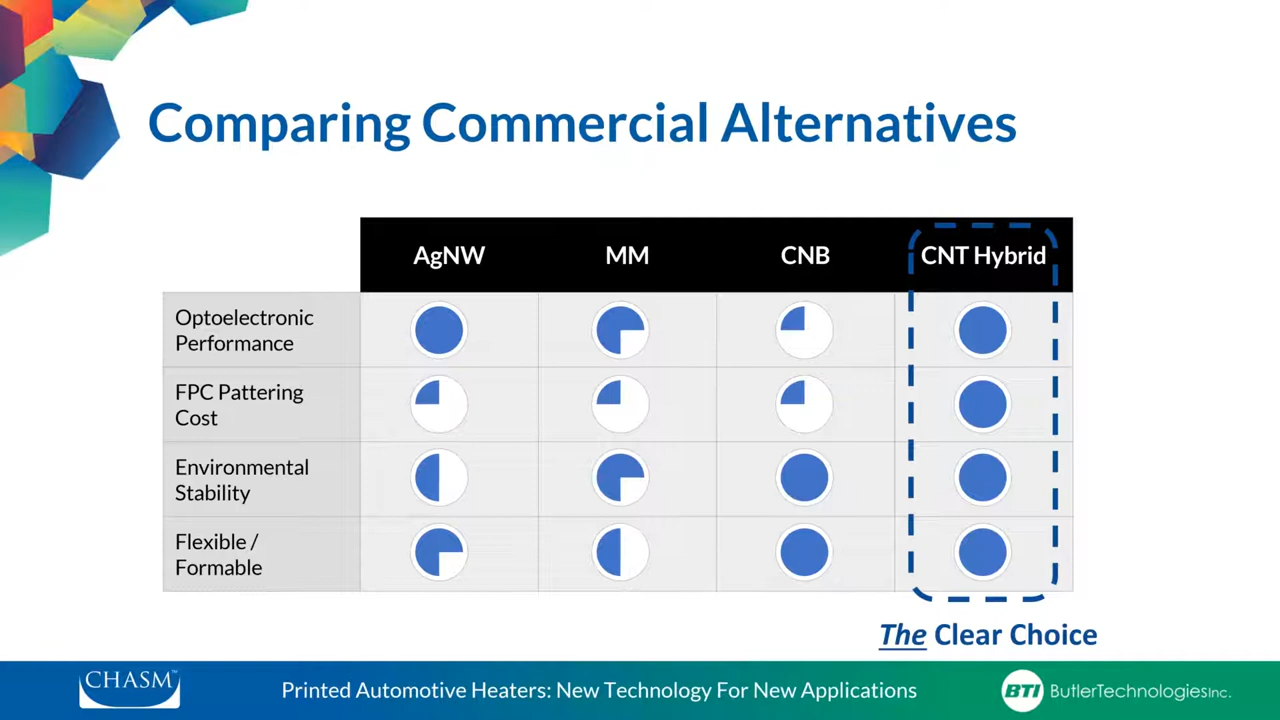 Comparing Commercial Alternatives
AgNW MM CNB CNT Hybrid
Optoelectronic
Performance
FPC Pattering
Cost
Environmental
Stability
Flexible /
Formable
The Clear Choice
CHASM™ Printed Automotive Heaters: New Technology For New Applications BTI ButlerTechnologiesInc.